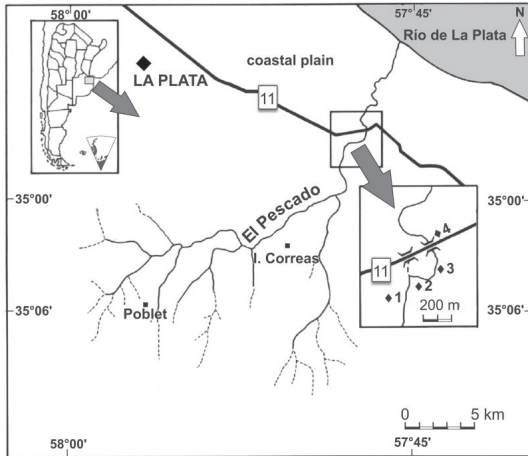 58°00'
57°45'
N
Río de La Plata
coastal plain
LA PLATA
11
35°00'
35°00'
El Pescado
I. Correas
Poblet
4
11
3
2
1
200 m
35°06'
35°06'
0 5 km
58°00'
57°45'